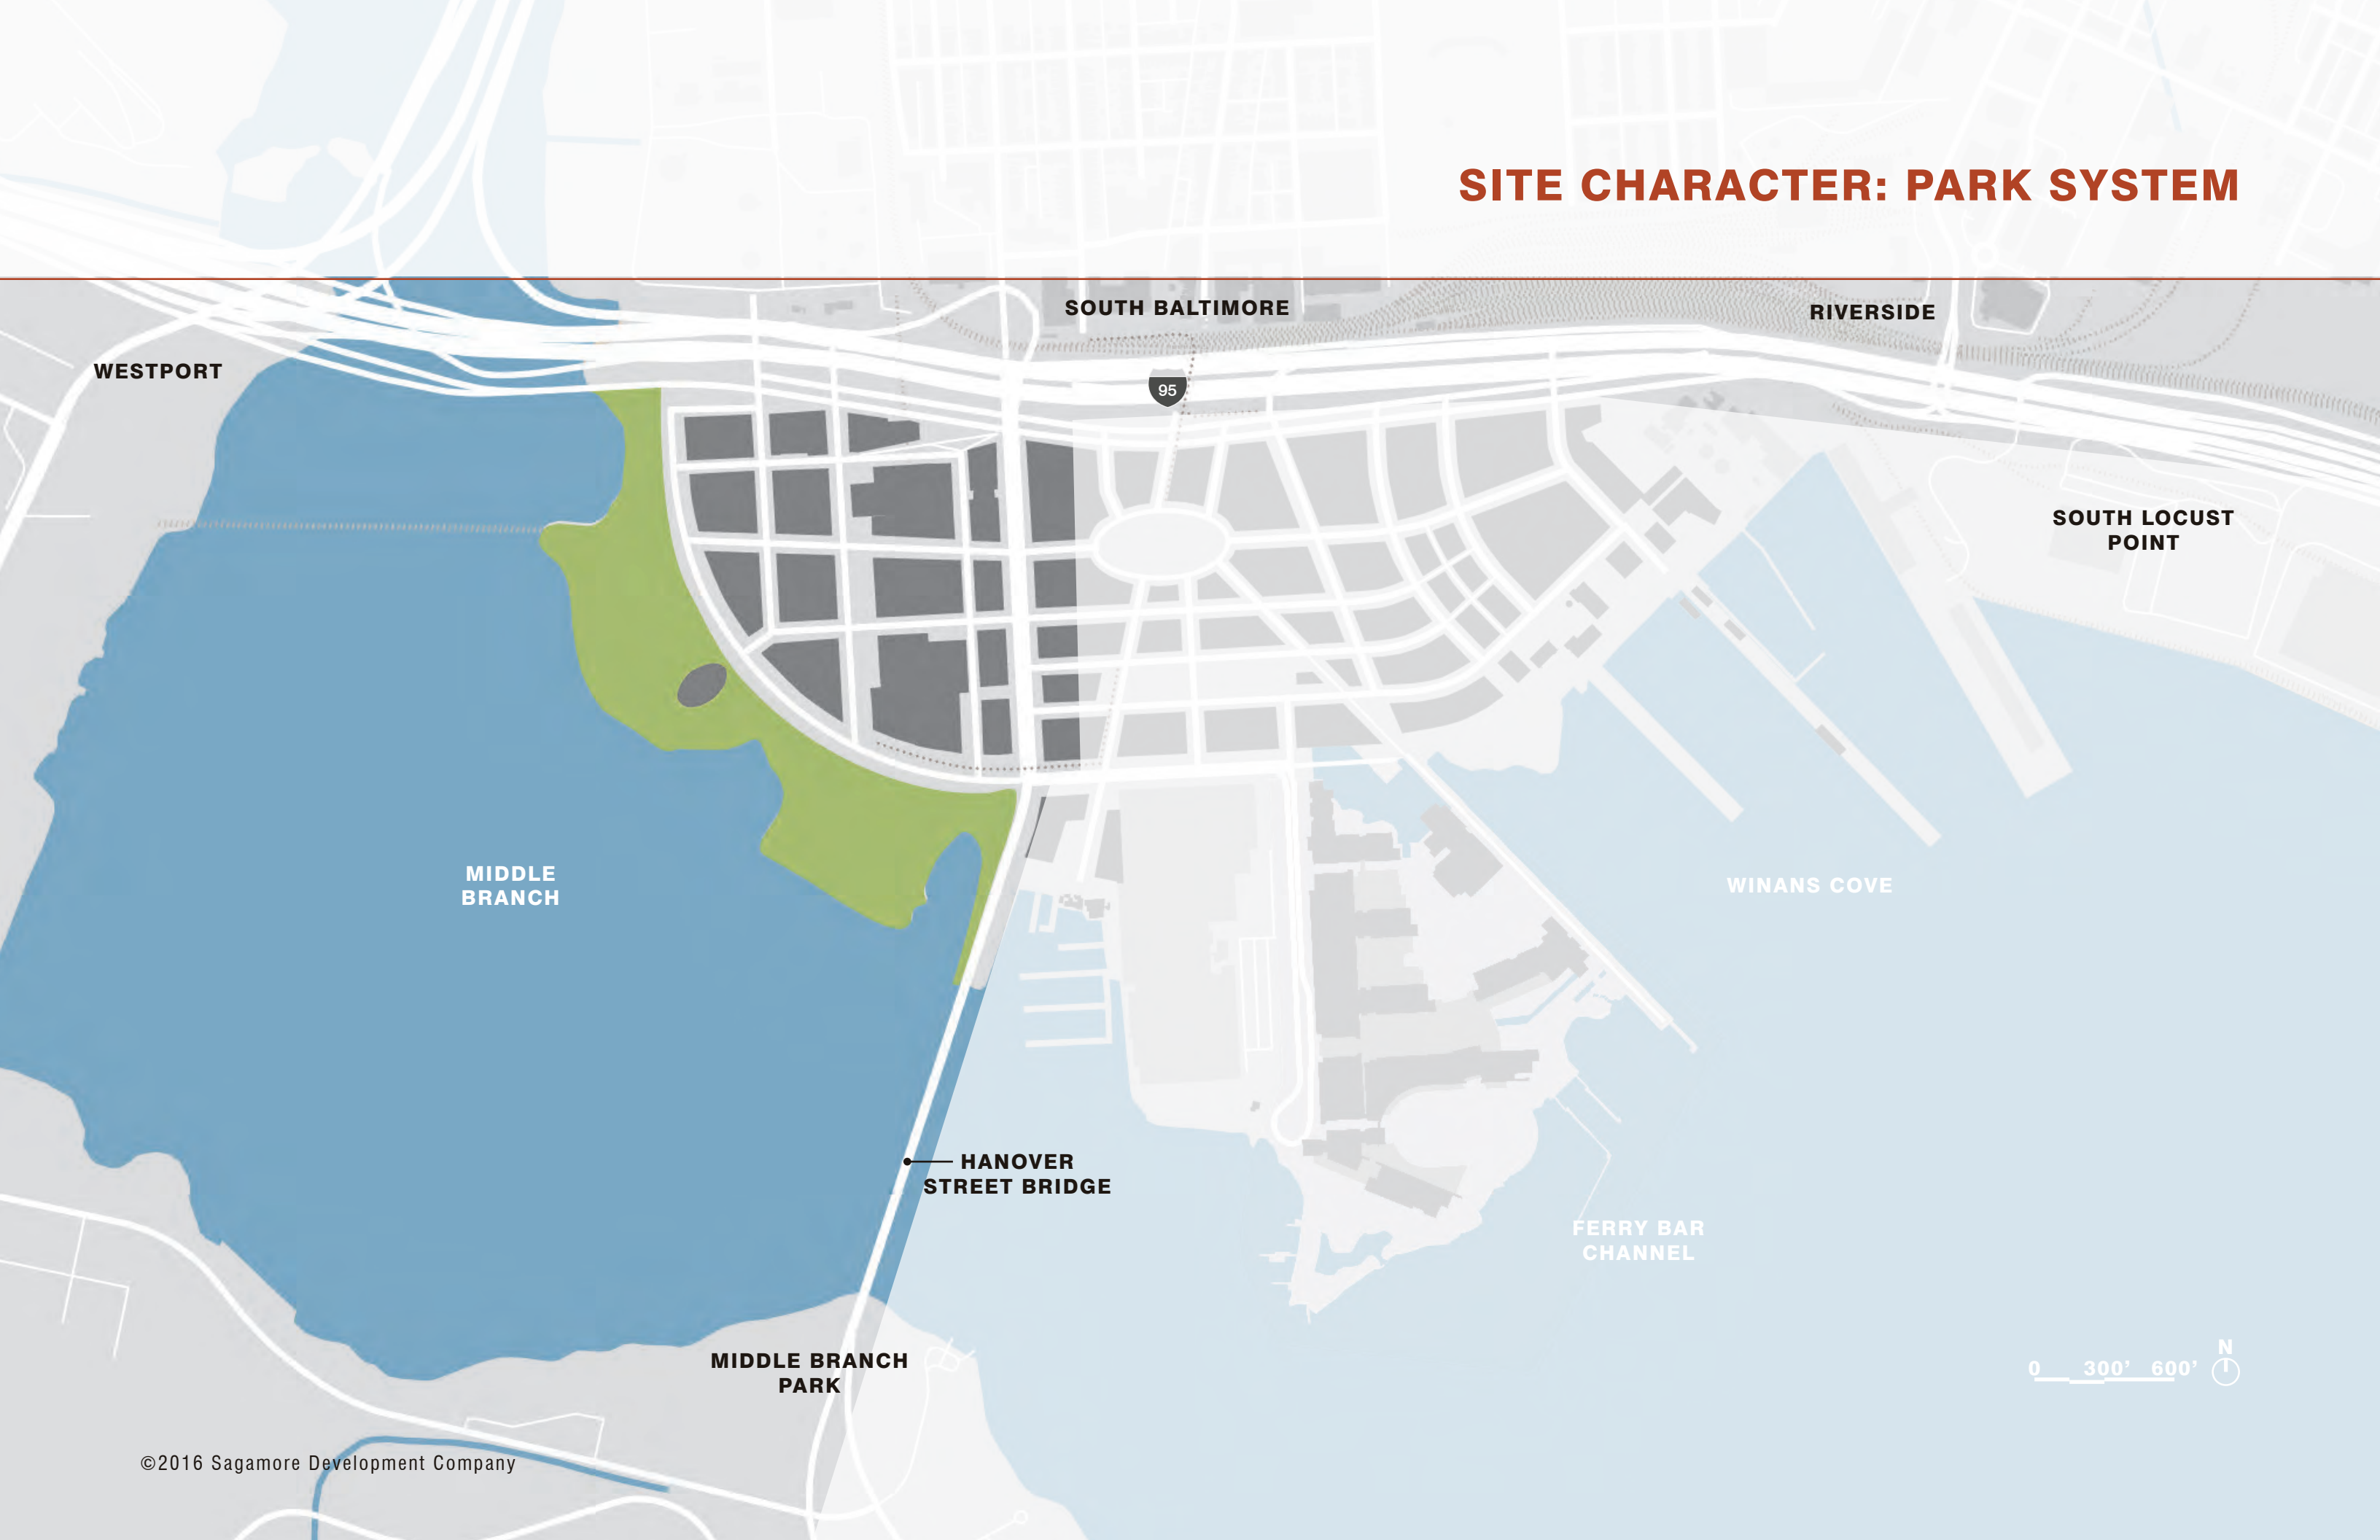 SITE CHARACTER: PARK SYSTEM
SOUTH BALTIMORE
RIVERSIDE
WESTPORT
95
SOUTH LOCUST
POINT
MIDDLE
BRANCH
WINANS COVE
HANOVER
STREET BRIDGE
FERRY BAR
CHANNEL
MIDDLE BRANCH
PARK
N
0 300’ 600’
©2016 Sagamore Development Company